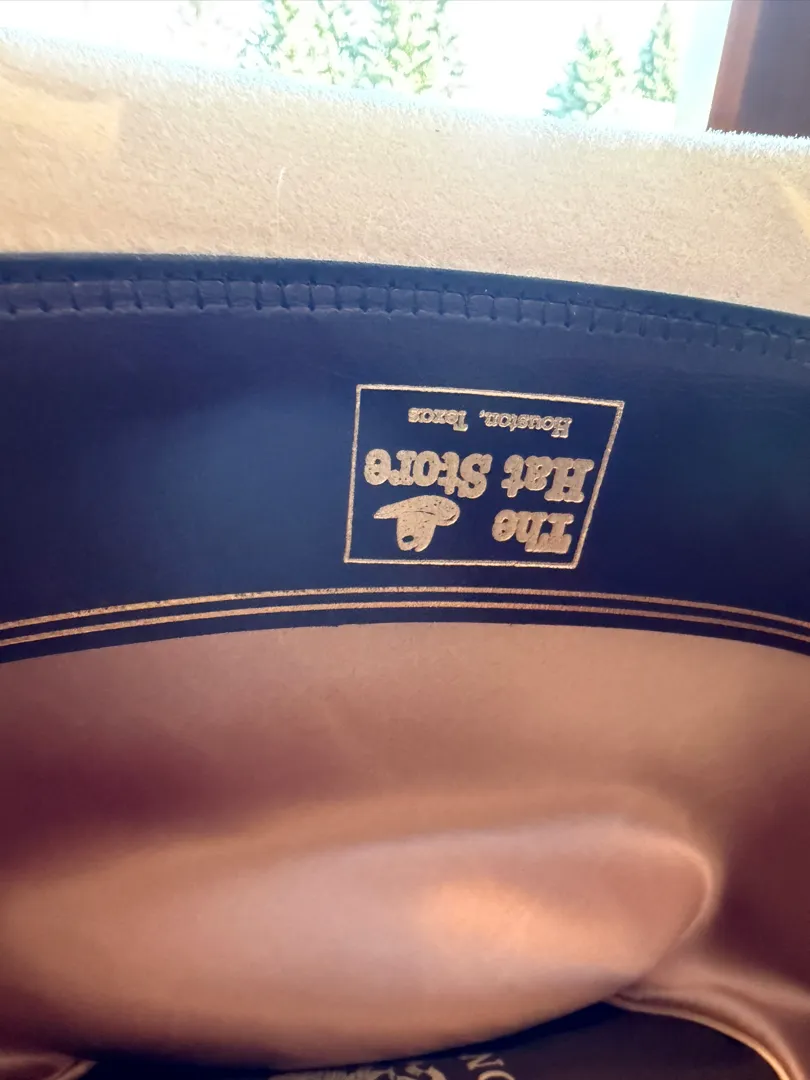 The
Hat Store
Houston, Texas